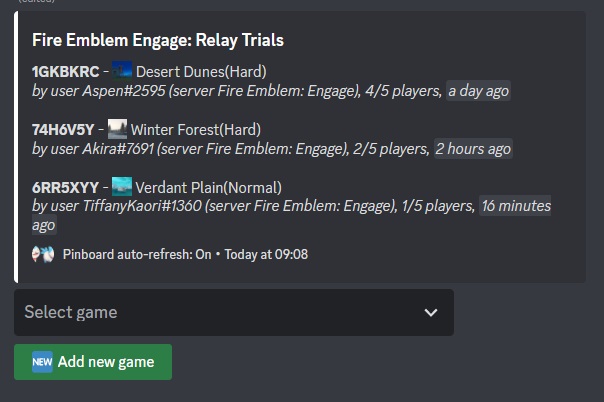 (edited)
Fire Emblem Engage: Relay Trials
1GKBKRC - Desert Dunes(Hard)
by user Aspen#2595 (server Fire Emblem: Engage), 4/5 players, a day ago
74H6V5Y - Winter Forest(Hard)
by user Akira#7691 (server Fire Emblem: Engage), 2/5 players, 2 hours ago
6RR5XYY - Verdant Plain(Normal)
by user TiffanyKaori#1360 (server Fire Emblem: Engage), 1/5 players, 16 minutes
ago
Pinboard auto-refresh: On • Today at 09:08
Select game
NEW Add new game